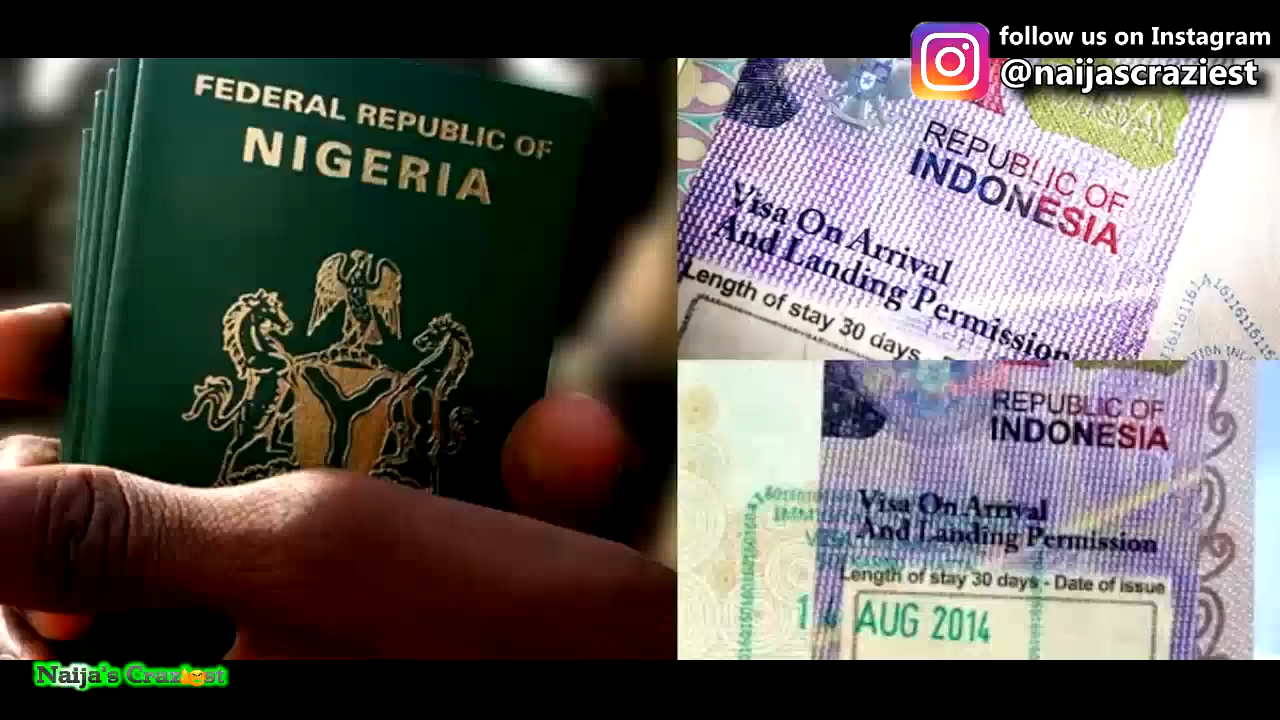 follow us on Instagram
@naijascraziest
FEDERAL REPUBLIC OF
NIGERIA
REPUBLIC OF
INDONESIA
Visa On Arrival
And Landing Permission
Length of stay 30 days
REPUBLIC OF
INDONESIA
Visa On Arrival
And Landing Permission
Length of stay 30 days - Date of issue
AUG 2014
Naija's Craziest